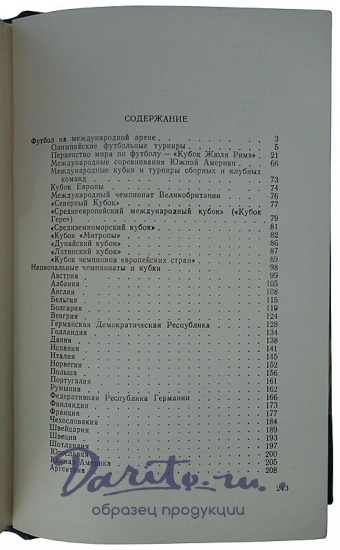 СОДЕРЖАНИЕ
Футбол на международной арене 3
Олимпийские футбольные турниры 5
Первенство мира по футболу — «Кубок Жюля Римэ» 21
Международные соревнования Южной Америки 66
Международные кубки и турниры сборных и клубных
команд 73
Кубок Европы 74
Международный чемпионат Великобритании 76
«Северный Кубок» 77
«Среднеевропейский международный кубок» («Кубок
Гере») 79
«Средиземноморский кубок» 81
«Кубок «Митропы» 82
«Дунайский кубок» 86
«Латинский кубок» 87
«Кубок чемпионов европейских стран» 89
Национальные чемпионаты и кубки 98
Австрия 99
Албания 105
Англия 108
Бельгия 115
Болгария 119
Венгрия 124
Германская Демократическая Республика 128
Голландия 134
Дания 138
Испания 141
Италия 145
Норвегия 152
Польша 156
Португалия 161
Румыния 162
Федеративная Республика Германии 166
Финляндия 173
Франция 177
Чехословакия 184
Швейцария 189
Швеция 193
Шотландия 197
Югославия 200
Южная Америка 205
Аргентина 208
Darito.ru
213
образец продукции